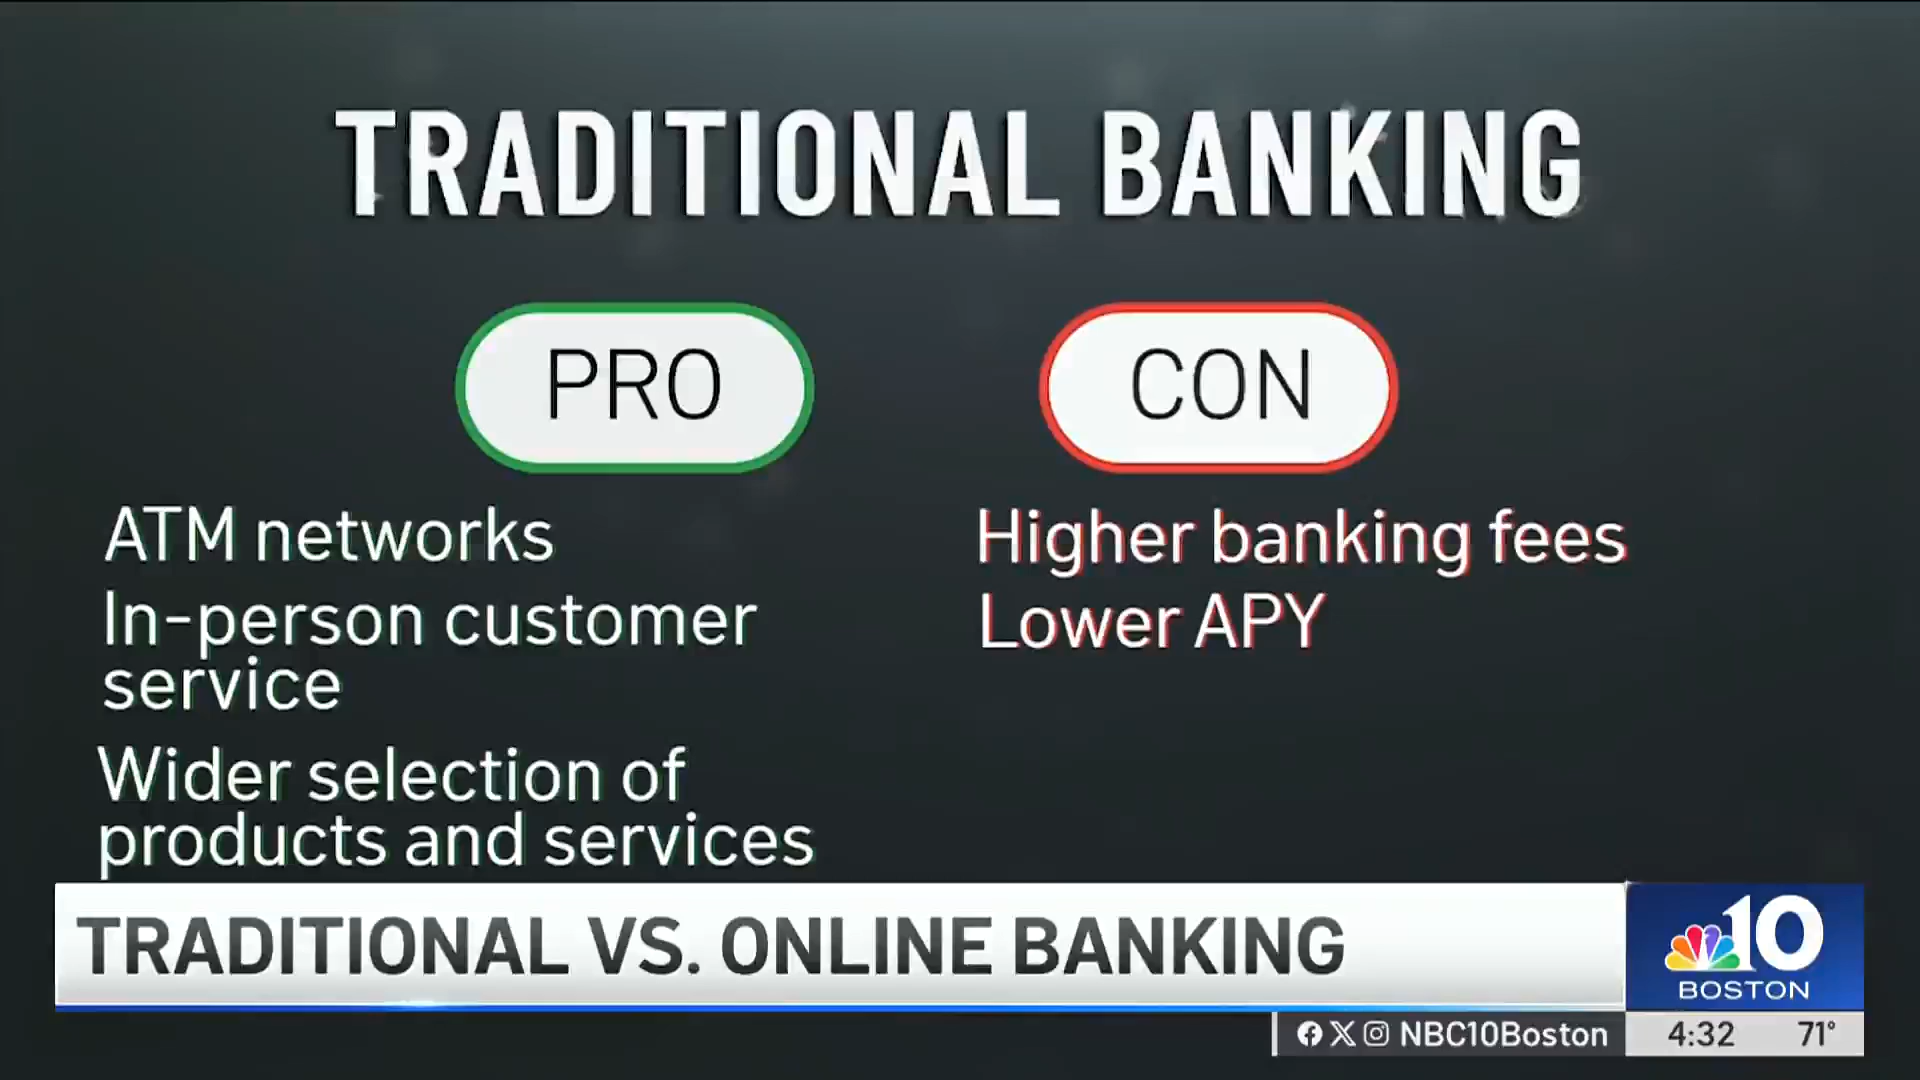 TRADITIONAL BANKING
PRO
CON
ATM networks
In-person customer
service
Wider selection of
products and services
Higher banking fees
Lower APY
TRADITIONAL VS. ONLINE BANKING
10
BOSTON
NBC10Boston
4:32 71°